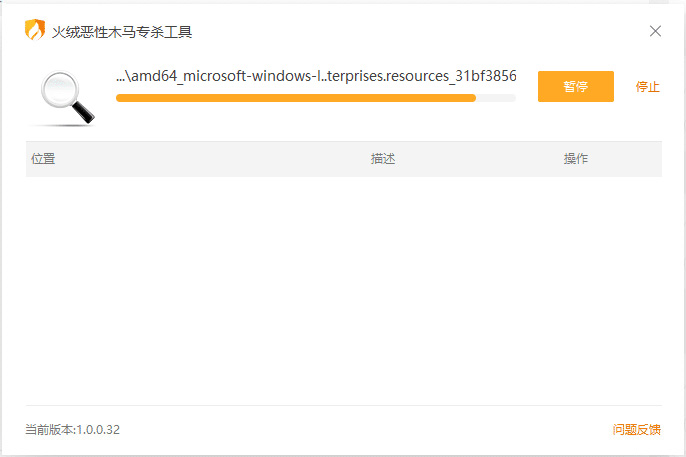 火绒恶性木马专杀工具
...\amd64_microsoft-windows-l..terprises.resources_31bf3856
暂停
停止
位置 描述 操作
当前版本:1.0.0.32
问题反馈